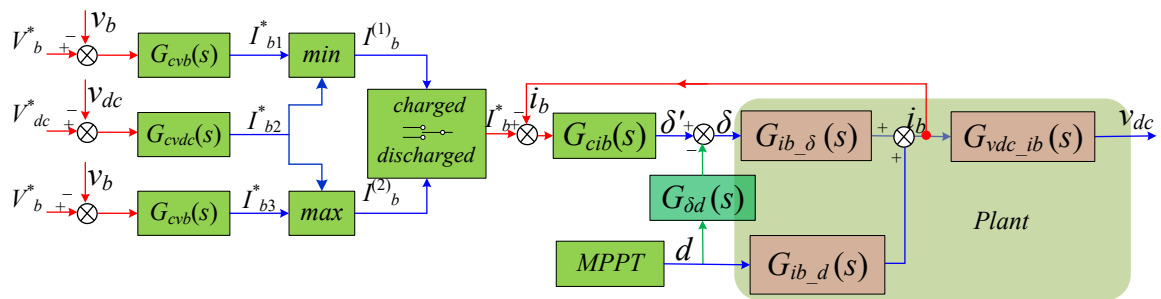 V*b + − vb Gcvb(s) I*b1 min I(1)b
V*dc + − vdc Gcvdc(s) I*b2
V*b + − vb Gcvb(s) I*b3 max I(2)b
charged
discharged
I*b + − ib Gcib(s) δ' + − δ Gib_δ(s) + + ib Gvdc_ib(s) vdc
Gδd(s)
MPPT d Gib_d(s)
Plant